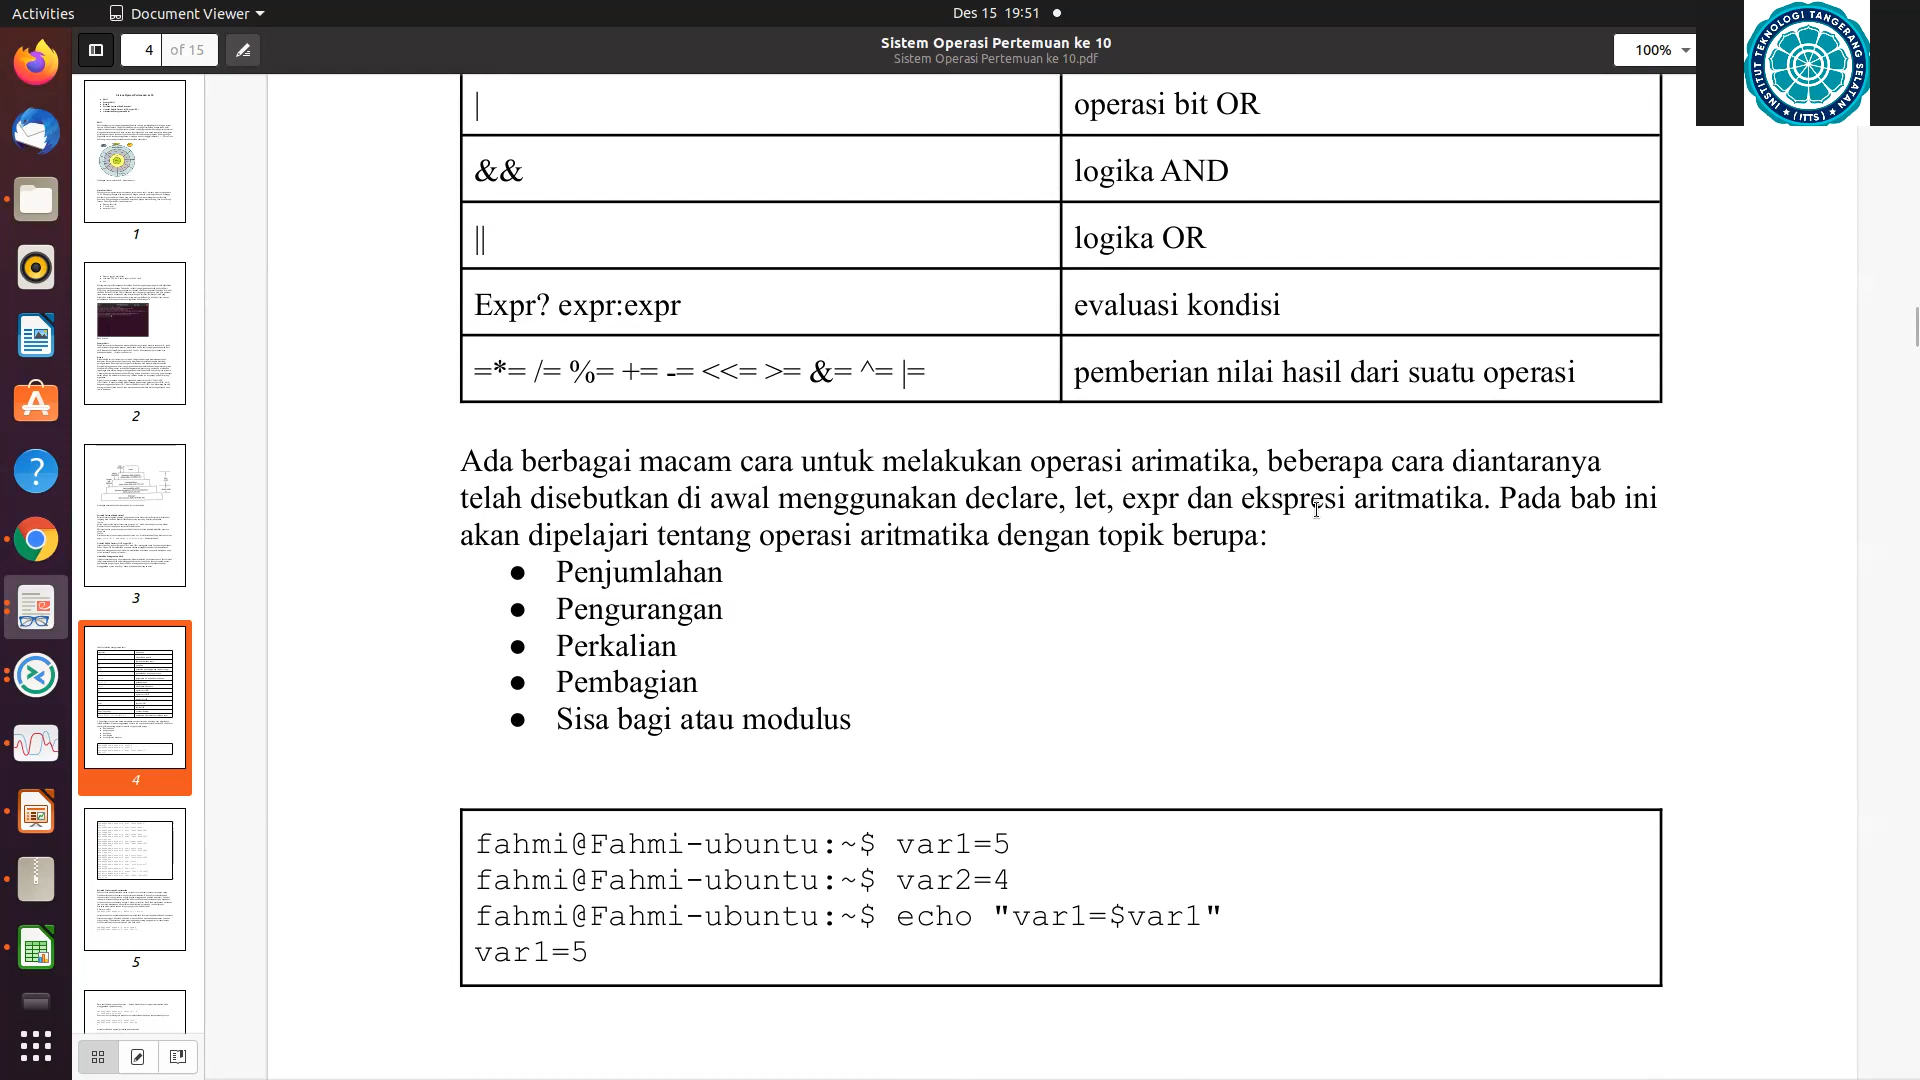 Activities
Document Viewer
Des 15 19:51
4 of 15
Sistem Operasi Pertemuan ke 10
Sistem Operasi Pertemuan ke 10.pdf
100%
INSTITUT TEKNOLOGI TANGERANG SELATAN
(ITTS)
1
2
3
4
5
| operasi bit OR
&& logika AND
|| logika OR
Expr? expr:expr evaluasi kondisi
=*= /= %= += -= <<= >= &= ^= |= pemberian nilai hasil dari suatu operasi
Ada berbagai macam cara untuk melakukan operasi arimatika, beberapa cara diantaranya
telah disebutkan di awal menggunakan declare, let, expr dan ekspresi aritmatika. Pada bab ini
akan dipelajari tentang operasi aritmatika dengan topik berupa:
● Penjumlahan
● Pengurangan
● Perkalian
● Pembagian
● Sisa bagi atau modulus
fahmi@Fahmi-ubuntu:~$ var1=5
fahmi@Fahmi-ubuntu:~$ var2=4
fahmi@Fahmi-ubuntu:~$ echo "var1=$var1"
var1=5